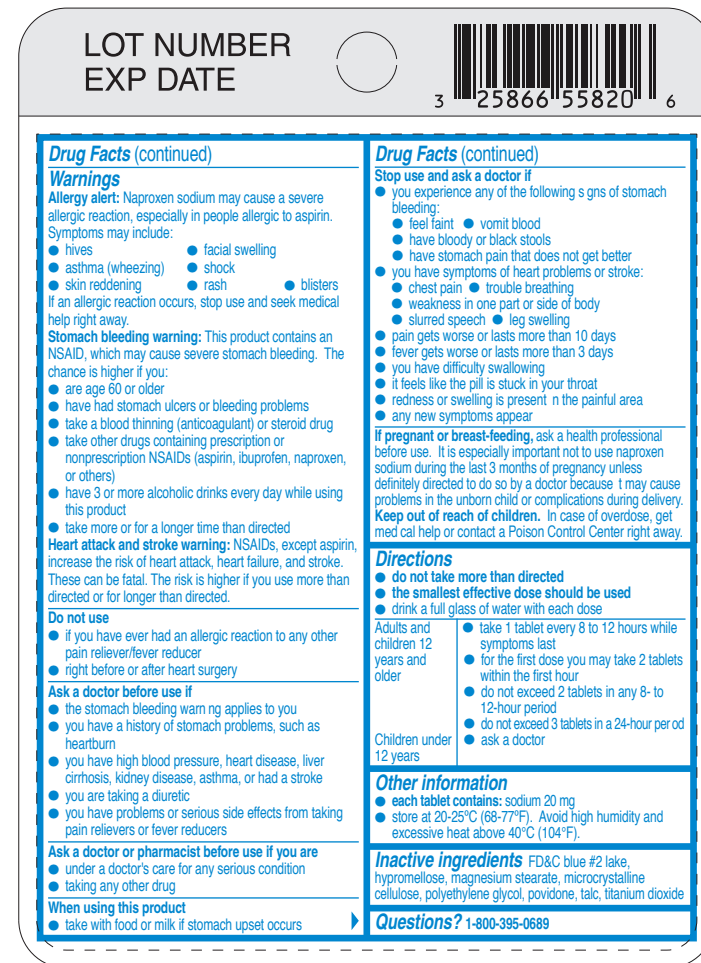 LOT NUMBER
EXP DATE
3 25866 55820 6
Drug Facts (continued)
Warnings
Allergy alert: Naproxen sodium may cause a severe
allergic reaction, especially in people allergic to aspirin.
Symptoms may include:
● hives ● facial swelling
● asthma (wheezing) ● shock
● skin reddening ● rash ● blisters
If an allergic reaction occurs, stop use and seek medical
help right away.
Stomach bleeding warning: This product contains an
NSAID, which may cause severe stomach bleeding. The
chance is higher if you:
● are age 60 or older
● have had stomach ulcers or bleeding problems
● take a blood thinning (anticoagulant) or steroid drug
● take other drugs containing prescription or
nonprescription NSAIDs (aspirin, ibuprofen, naproxen,
or others)
● have 3 or more alcoholic drinks every day while using
this product
● take more or for a longer time than directed
Heart attack and stroke warning: NSAIDs, except aspirin,
increase the risk of heart attack, heart failure, and stroke.
These can be fatal. The risk is higher if you use more than
directed or for longer than directed.
Do not use
● if you have ever had an allergic reaction to any other
pain reliever/fever reducer
● right before or after heart surgery
Ask a doctor before use if
● the stomach bleeding warn ng applies to you
● you have a history of stomach problems, such as
heartburn
● you have high blood pressure, heart disease, liver
cirrhosis, kidney disease, asthma, or had a stroke
● you are taking a diuretic
● you have problems or serious side effects from taking
pain relievers or fever reducers
Ask a doctor or pharmacist before use if you are
● under a doctor's care for any serious condition
● taking any other drug
When using this product
● take with food or milk if stomach upset occurs
Drug Facts (continued)
Stop use and ask a doctor if
● you experience any of the following s gns of stomach
bleeding:
● feel faint ● vomit blood
● have bloody or black stools
● have stomach pain that does not get better
● you have symptoms of heart problems or stroke:
● chest pain ● trouble breathing
● weakness in one part or side of body
● slurred speech ● leg swelling
● pain gets worse or lasts more than 10 days
● fever gets worse or lasts more than 3 days
● you have difficulty swallowing
● it feels like the pill is stuck in your throat
● redness or swelling is present n the painful area
● any new symptoms appear
If pregnant or breast-feeding, ask a health professional
before use. It is especially important not to use naproxen
sodium during the last 3 months of pregnancy unless
definitely directed to do so by a doctor because t may cause
problems in the unborn child or complications during delivery.
Keep out of reach of children. In case of overdose, get
med cal help or contact a Poison Control Center right away.
Directions
● do not take more than directed
● the smallest effective dose should be used
● drink a full glass of water with each dose
Adults and
children 12
years and
older
● take 1 tablet every 8 to 12 hours while
symptoms last
● for the first dose you may take 2 tablets
within the first hour
● do not exceed 2 tablets in any 8- to
12-hour period
● do not exceed 3 tablets in a 24-hour per od
Children under
12 years
● ask a doctor
Other information
● each tablet contains: sodium 20 mg
● store at 20-25ºC (68-77ºF). Avoid high humidity and
excessive heat above 40°C (104°F).
Inactive ingredients FD&C blue #2 lake,
hypromellose, magnesium stearate, microcrystalline
cellulose, polyethylene glycol, povidone, talc, titanium dioxide
Questions? 1-800-395-0689